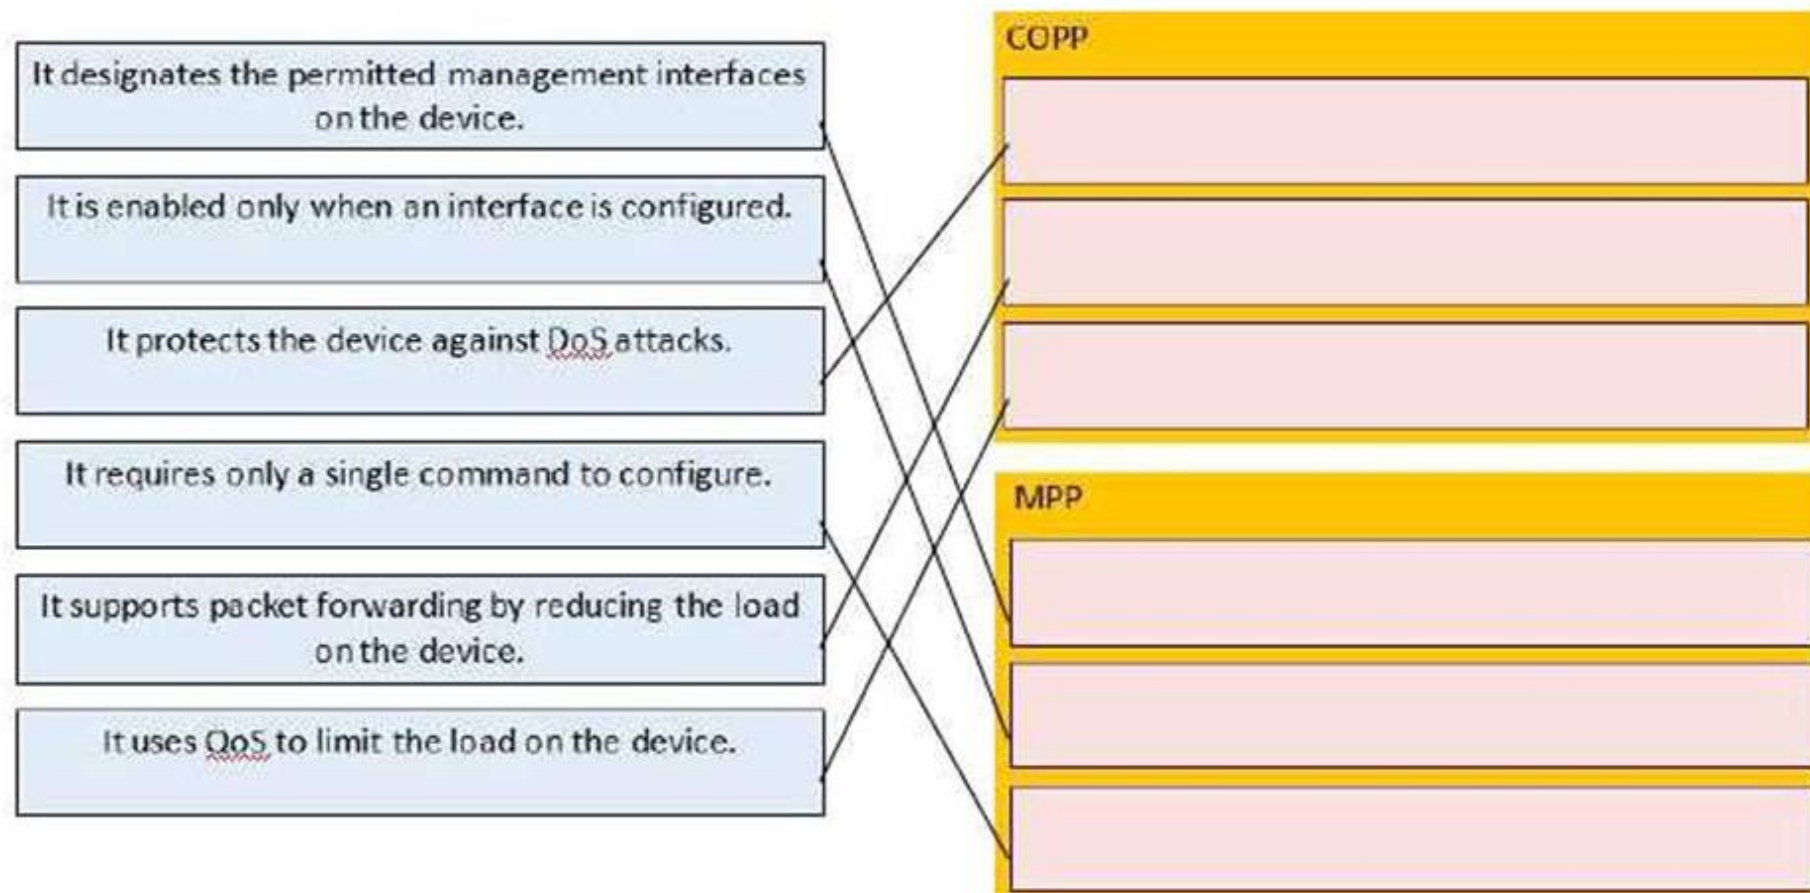 It designates the permitted management interfaces
on the device.
It is enabled only when an interface is configured.
It protects the device against DoS attacks.
It requires only a single command to configure.
It supports packet forwarding by reducing the load
on the device.
It uses QoS to limit the load on the device.
COPP
MPP